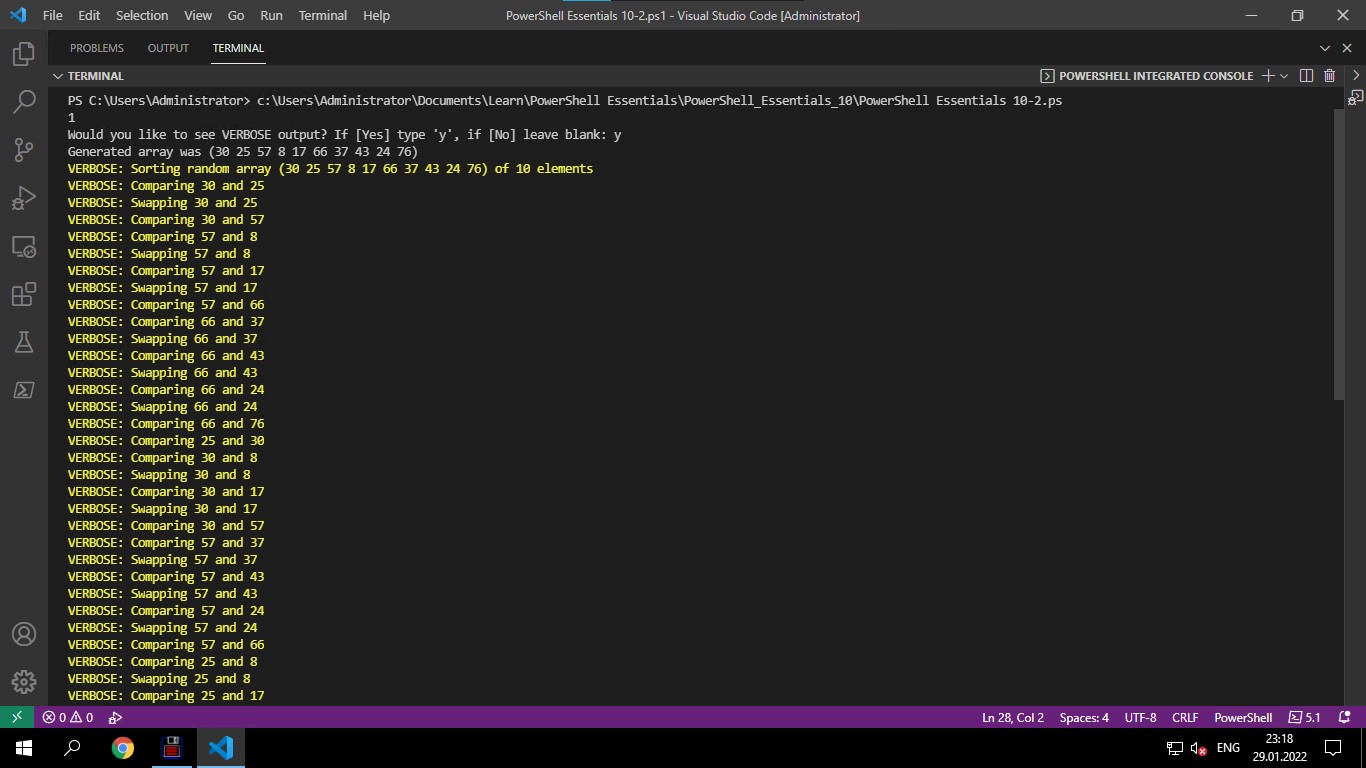 File Edit Selection View Go Run Terminal Help PowerShell Essentials 10-2.ps1 - Visual Studio Code [Administrator]
PROBLEMS OUTPUT TERMINAL
TERMINAL POWERSHELL INTEGRATED CONSOLE
PS C:\Users\Administrator> c:\Users\Administrator\Documents\Learn\PowerShell Essentials\PowerShell_Essentials_10\PowerShell Essentials 10-2.ps
1
Would you like to see VERBOSE output? If [Yes] type 'y', if [No] leave blank: y
Generated array was (30 25 57 8 17 66 37 43 24 76)
VERBOSE: Sorting random array (30 25 57 8 17 66 37 43 24 76) of 10 elements
VERBOSE: Comparing 30 and 25
VERBOSE: Swapping 30 and 25
VERBOSE: Comparing 30 and 57
VERBOSE: Comparing 57 and 8
VERBOSE: Swapping 57 and 8
VERBOSE: Comparing 57 and 17
VERBOSE: Swapping 57 and 17
VERBOSE: Comparing 57 and 66
VERBOSE: Comparing 66 and 37
VERBOSE: Swapping 66 and 37
VERBOSE: Comparing 66 and 43
VERBOSE: Swapping 66 and 43
VERBOSE: Comparing 66 and 24
VERBOSE: Swapping 66 and 24
VERBOSE: Comparing 66 and 76
VERBOSE: Comparing 25 and 30
VERBOSE: Comparing 30 and 8
VERBOSE: Swapping 30 and 8
VERBOSE: Comparing 30 and 17
VERBOSE: Swapping 30 and 17
VERBOSE: Comparing 30 and 57
VERBOSE: Comparing 57 and 37
VERBOSE: Swapping 57 and 37
VERBOSE: Comparing 57 and 43
VERBOSE: Swapping 57 and 43
VERBOSE: Comparing 57 and 24
VERBOSE: Swapping 57 and 24
VERBOSE: Comparing 57 and 66
VERBOSE: Comparing 25 and 8
VERBOSE: Swapping 25 and 8
VERBOSE: Comparing 25 and 17
0 0 Ln 28, Col 2 Spaces: 4 UTF-8 CRLF PowerShell 5.1
ENG 23:18
29.01.2022